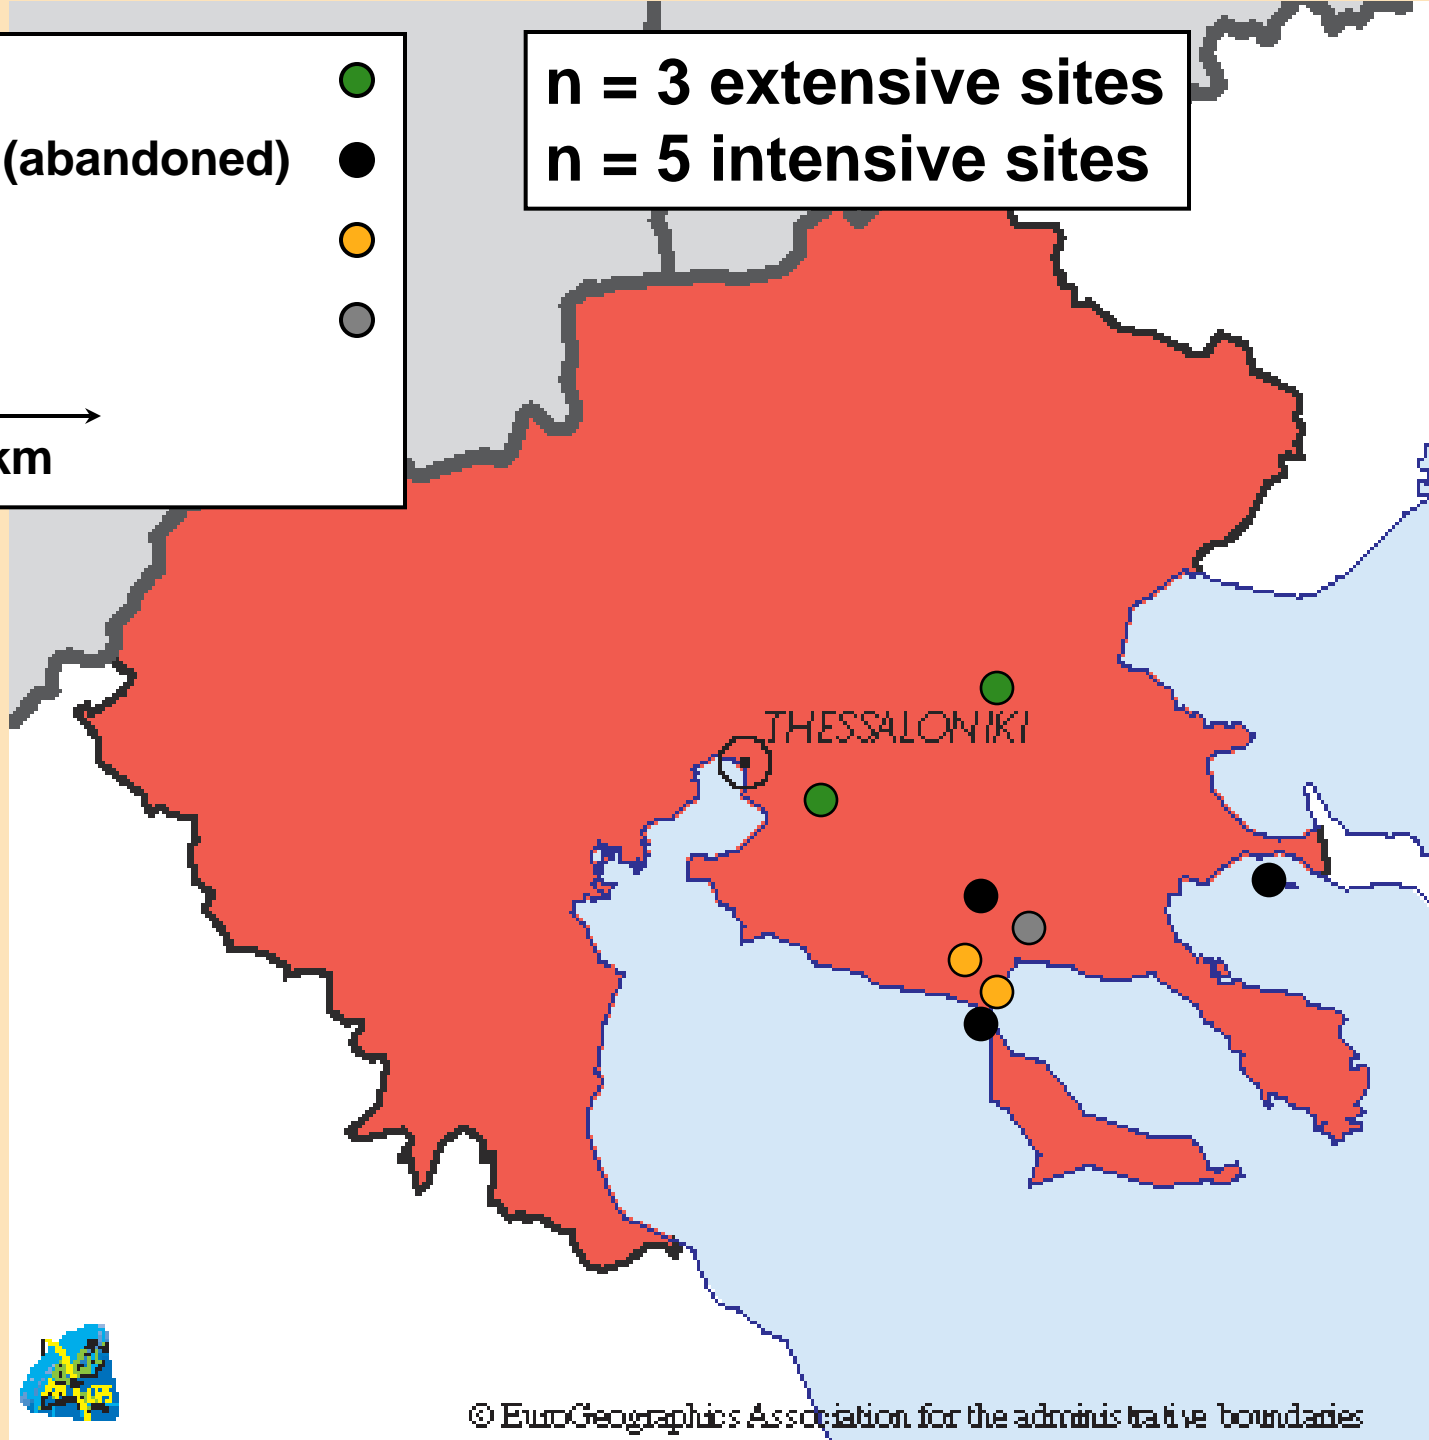 n = 3 extensive sites
n = 5 intensive sites
(abandoned)
km
THESSALONIKI
© EuroGeographics Association for the administrative boundaries